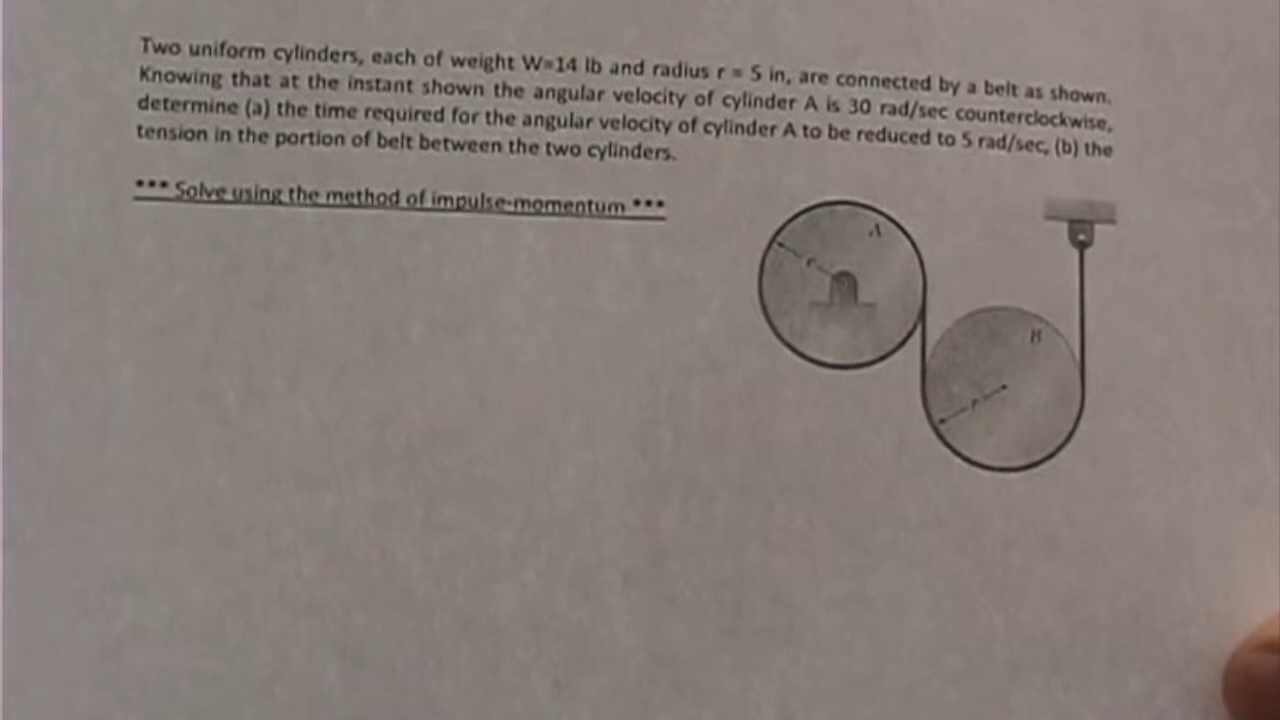 Two uniform cylinders, each of weight W=14 lb and radius r = 5 in, are connected by a belt as shown.
Knowing that at the instant shown the angular velocity of cylinder A is 30 rad/sec counterclockwise,
determine (a) the time required for the angular velocity of cylinder A to be reduced to 5 rad/sec, (b) the
tension in the portion of belt between the two cylinders.
*** Solve using the method of impulse-momentum ***
A
r
B
r